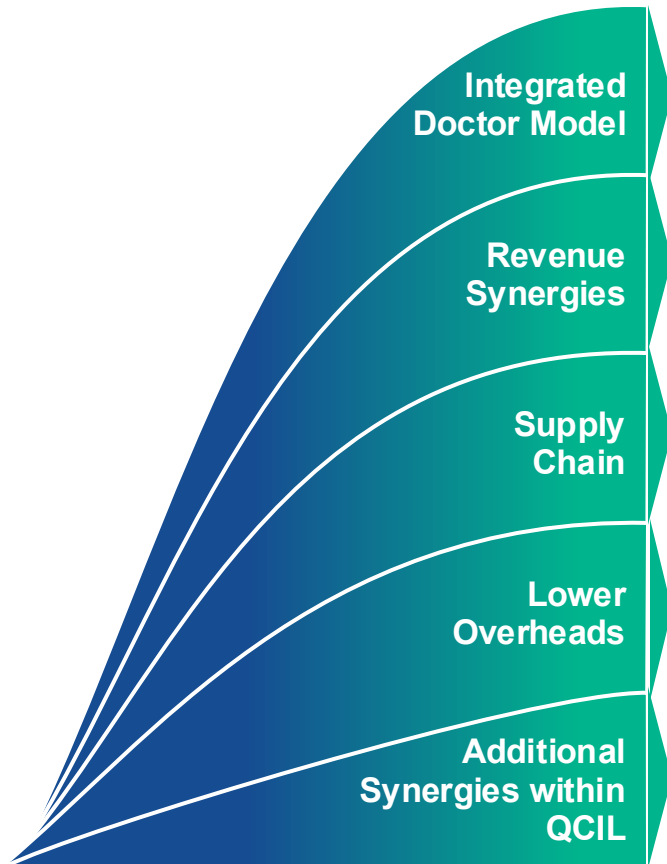 Integrated
Doctor Model
Revenue
Synergies
Supply
Chain
Lower
Overheads
Additional
Synergies within
QCIL